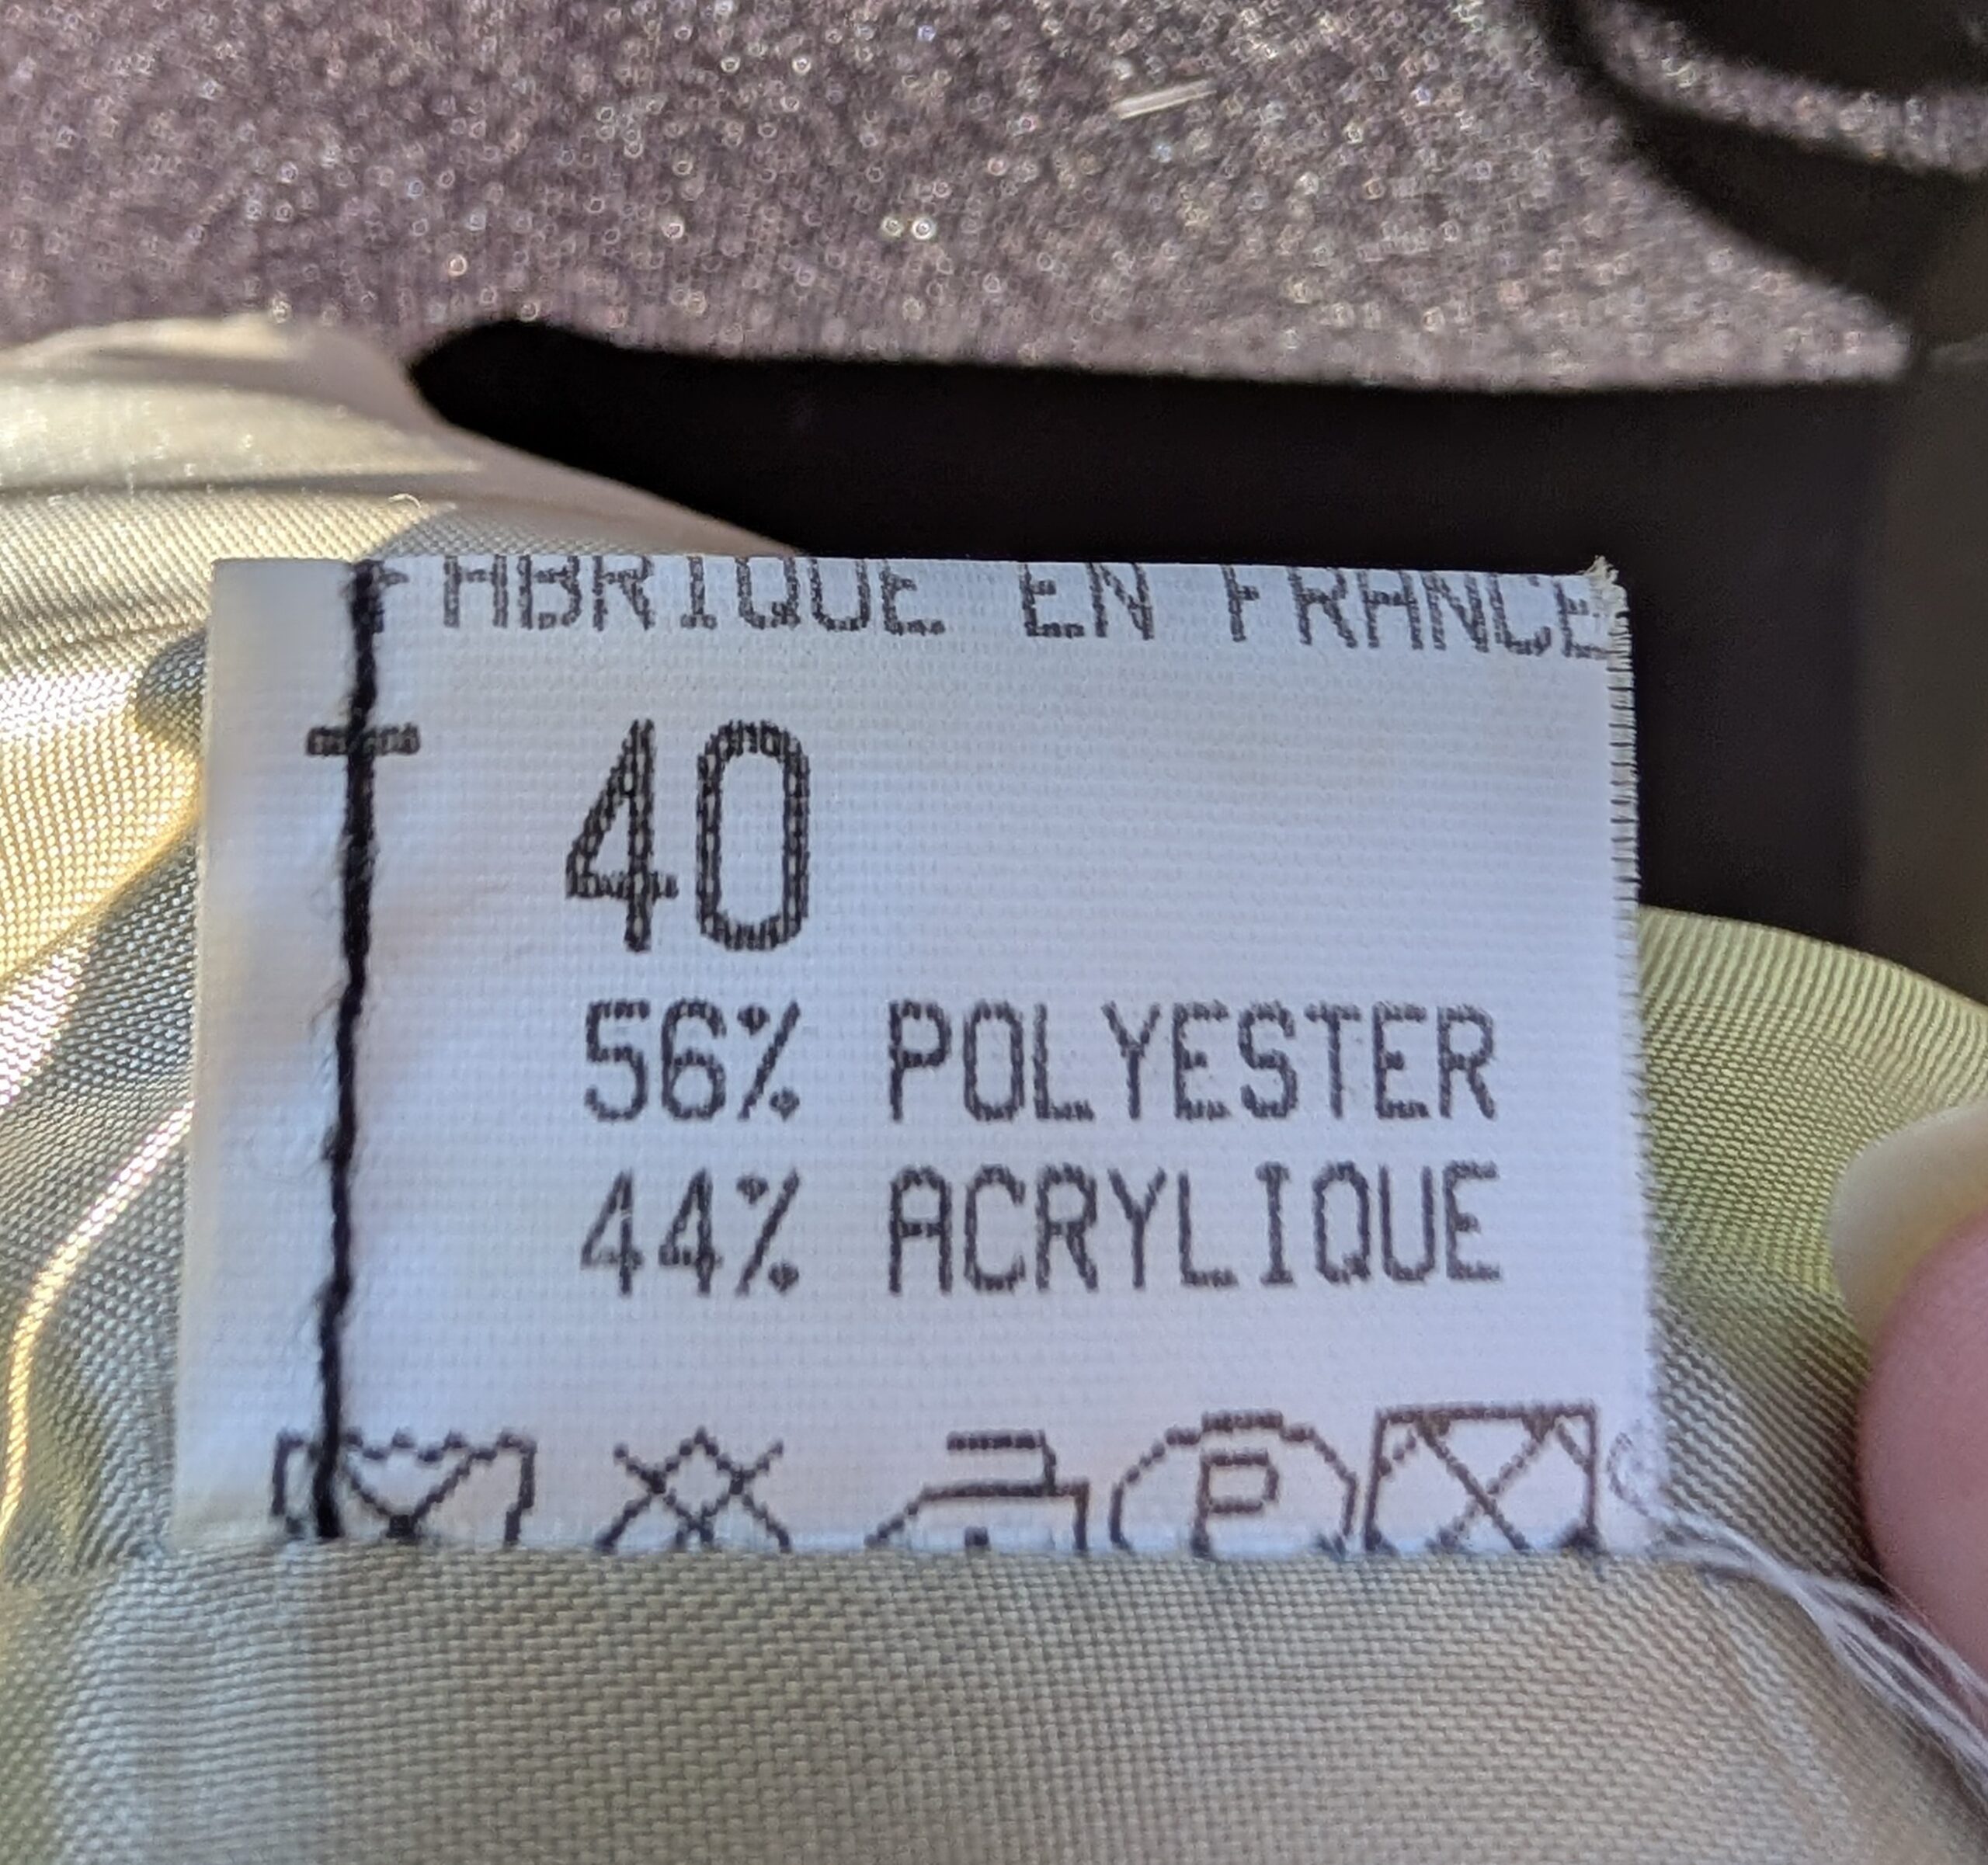 FABRIQUE EN FRANCE
T 40
56% POLYESTER
44% ACRYLIQUE
P